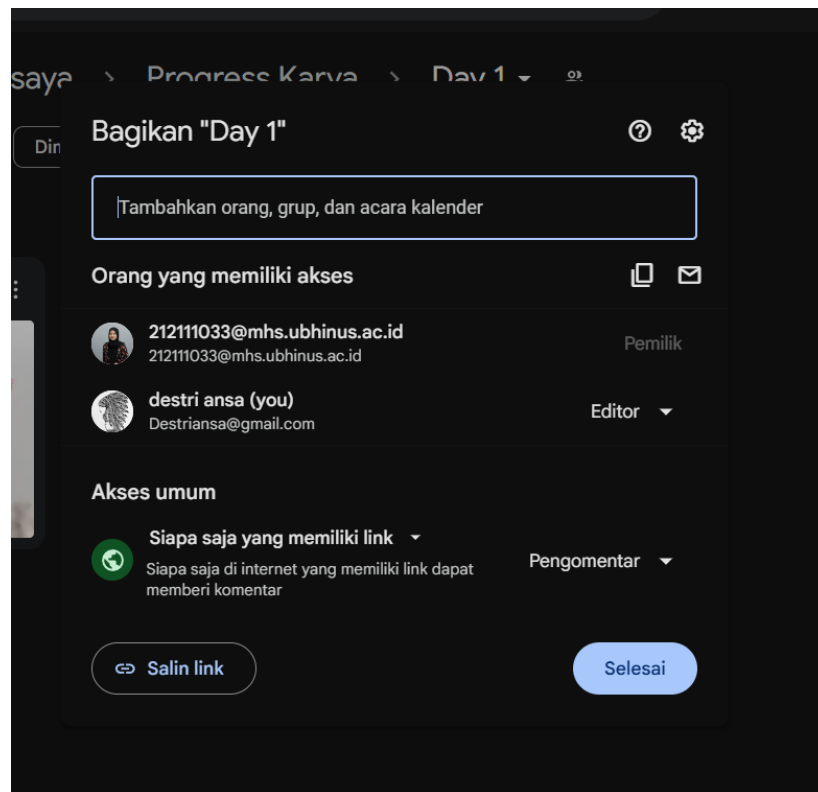 saya > Progress Karya > Day 1
Bagikan "Day 1"
Din
Tambahkan orang, grup, dan acara kalender
Orang yang memiliki akses
212111033@mhs.ubhinus.ac.id
212111033@mhs.ubhinus.ac.id
Pemilik
destri ansa (you)
Destriansa@gmail.com
Editor
Akses umum
Siapa saja yang memiliki link
Siapa saja di internet yang memiliki link dapat
memberi komentar
Pengomentar
Salin link
Selesai